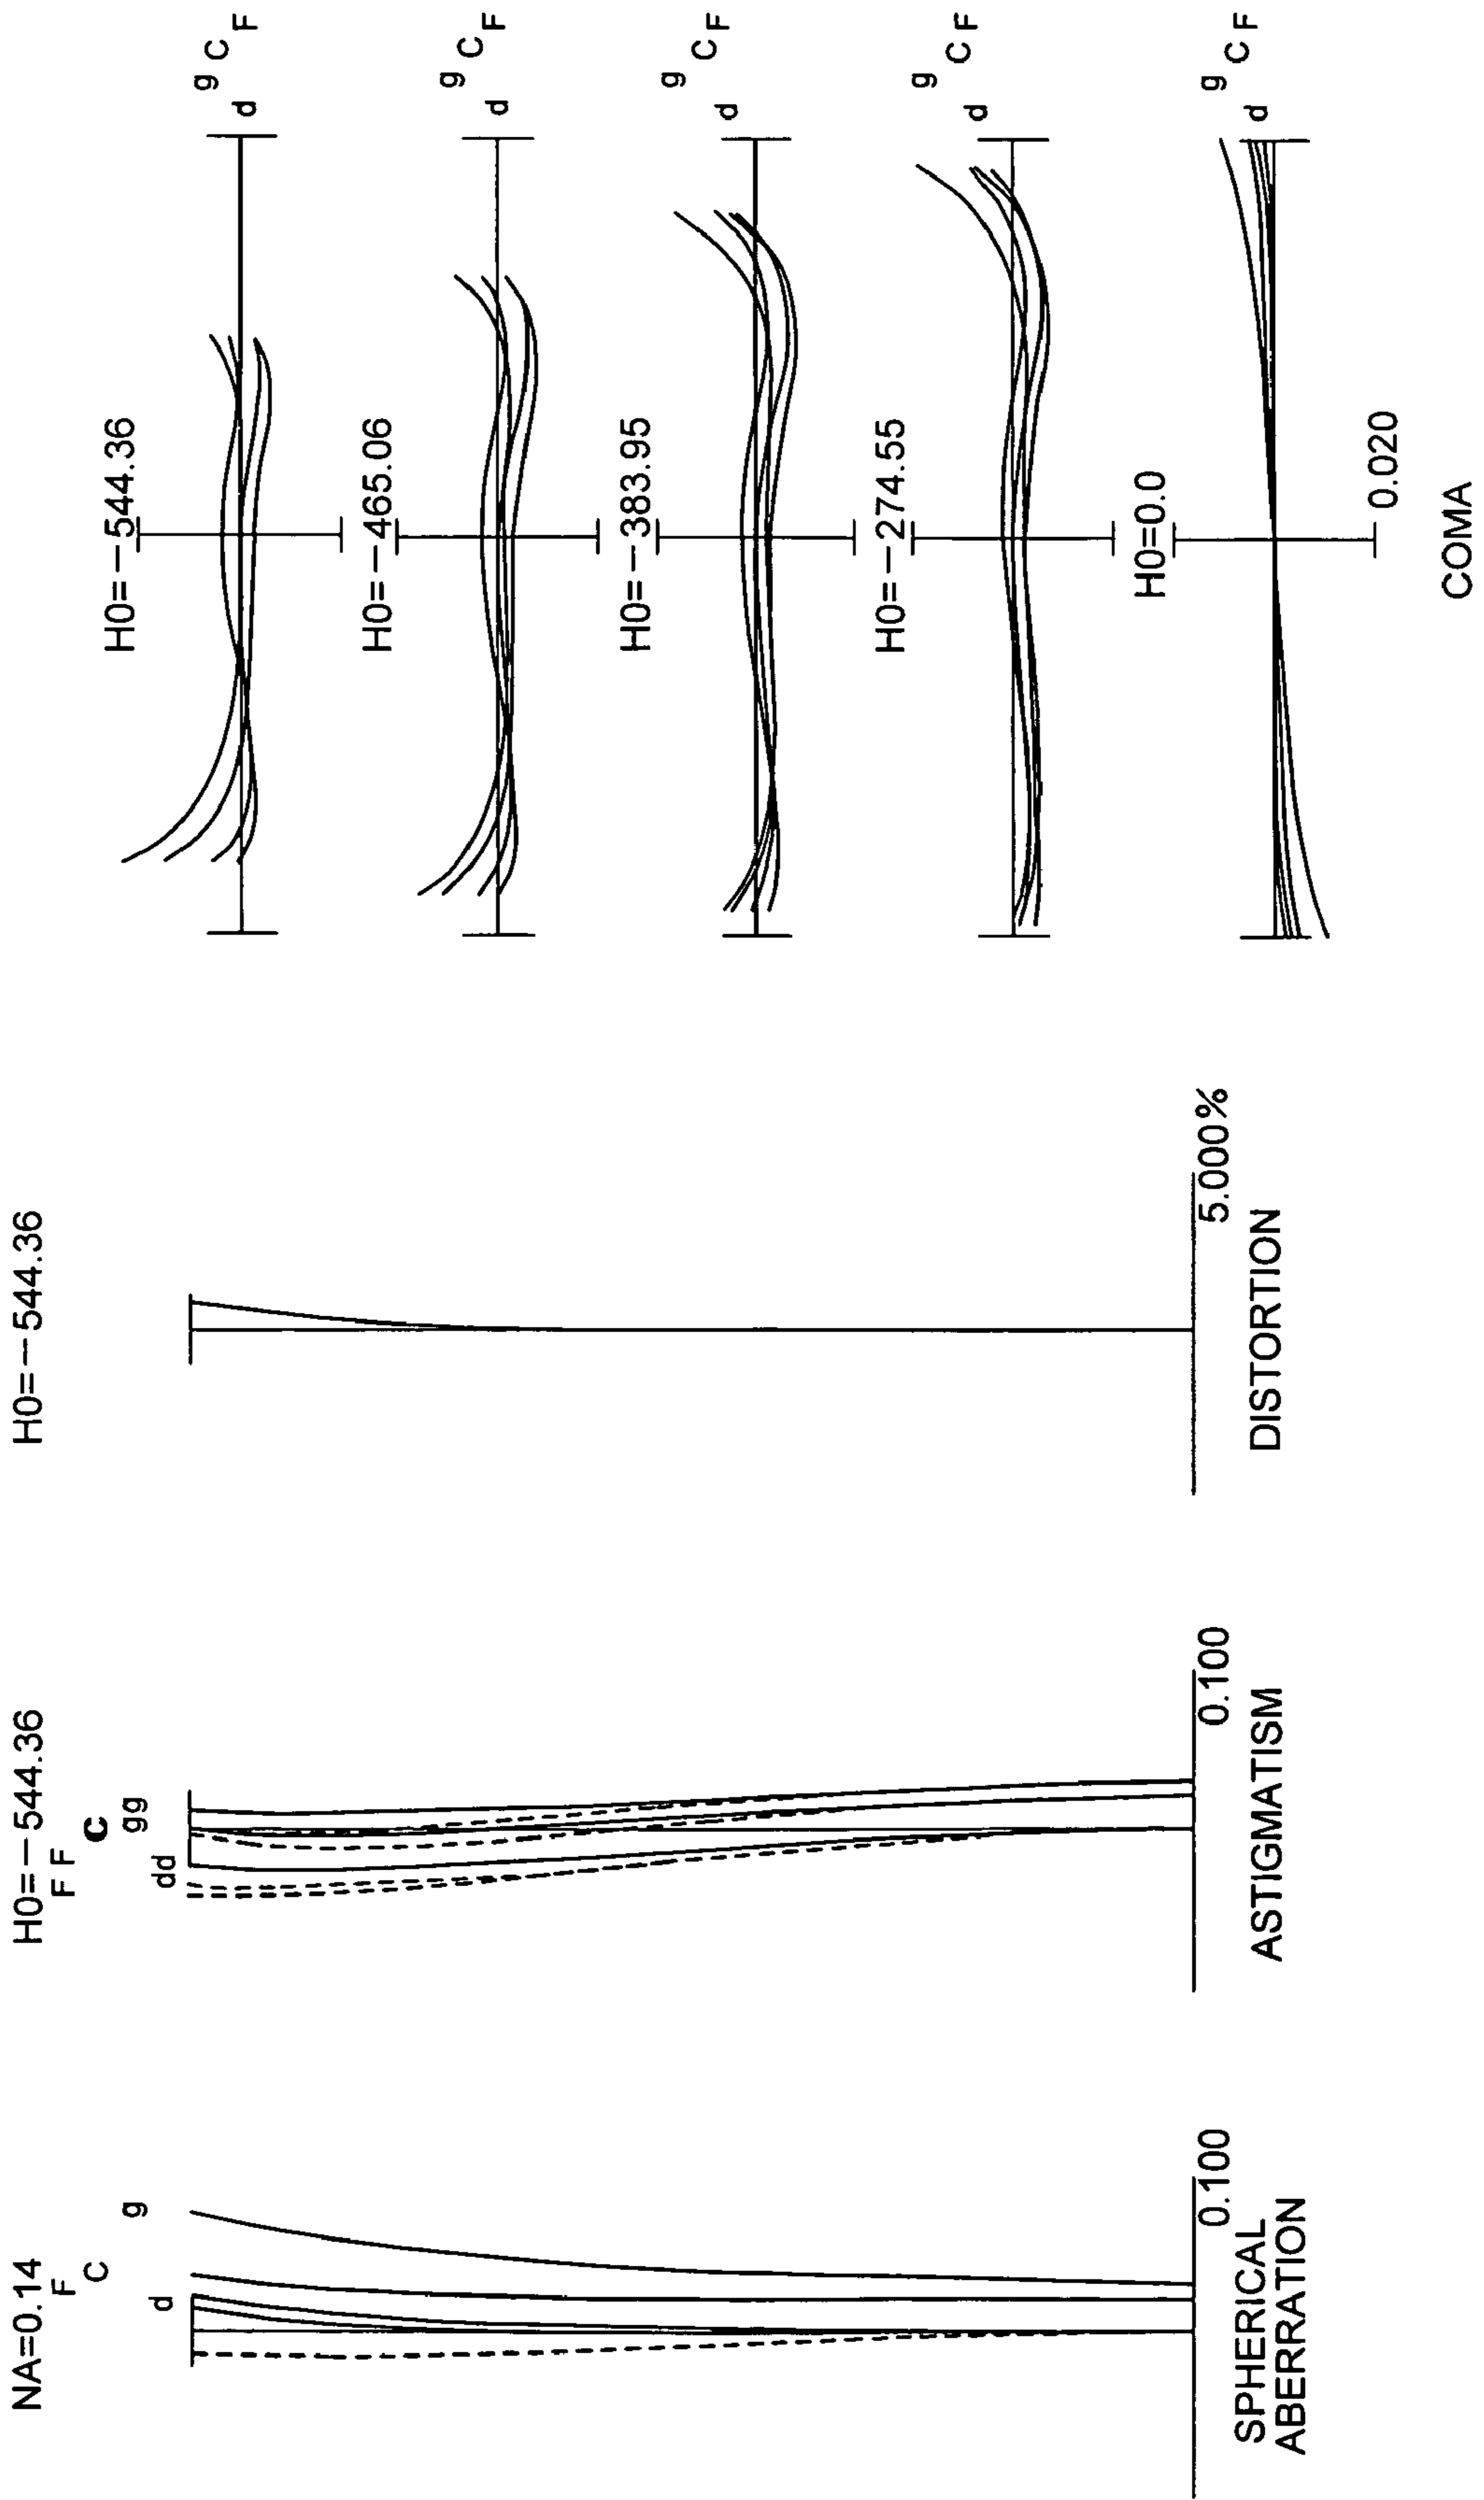 NA=0.14
F
C
g
d
0.100
SPHERICAL
ABERRATION
H0=−544.36
F F
C
gg
dd
0.100
ASTIGMATISM
H0=−544.36
5.000%
DISTORTION
H0=−544.36
g
C
F
d
H0=−465.06
g
C
F
d
H0=−383.95
g
C
F
d
H0=−274.55
g
C
F
d
H0=0.0
g
C
F
d
0.020
COMA